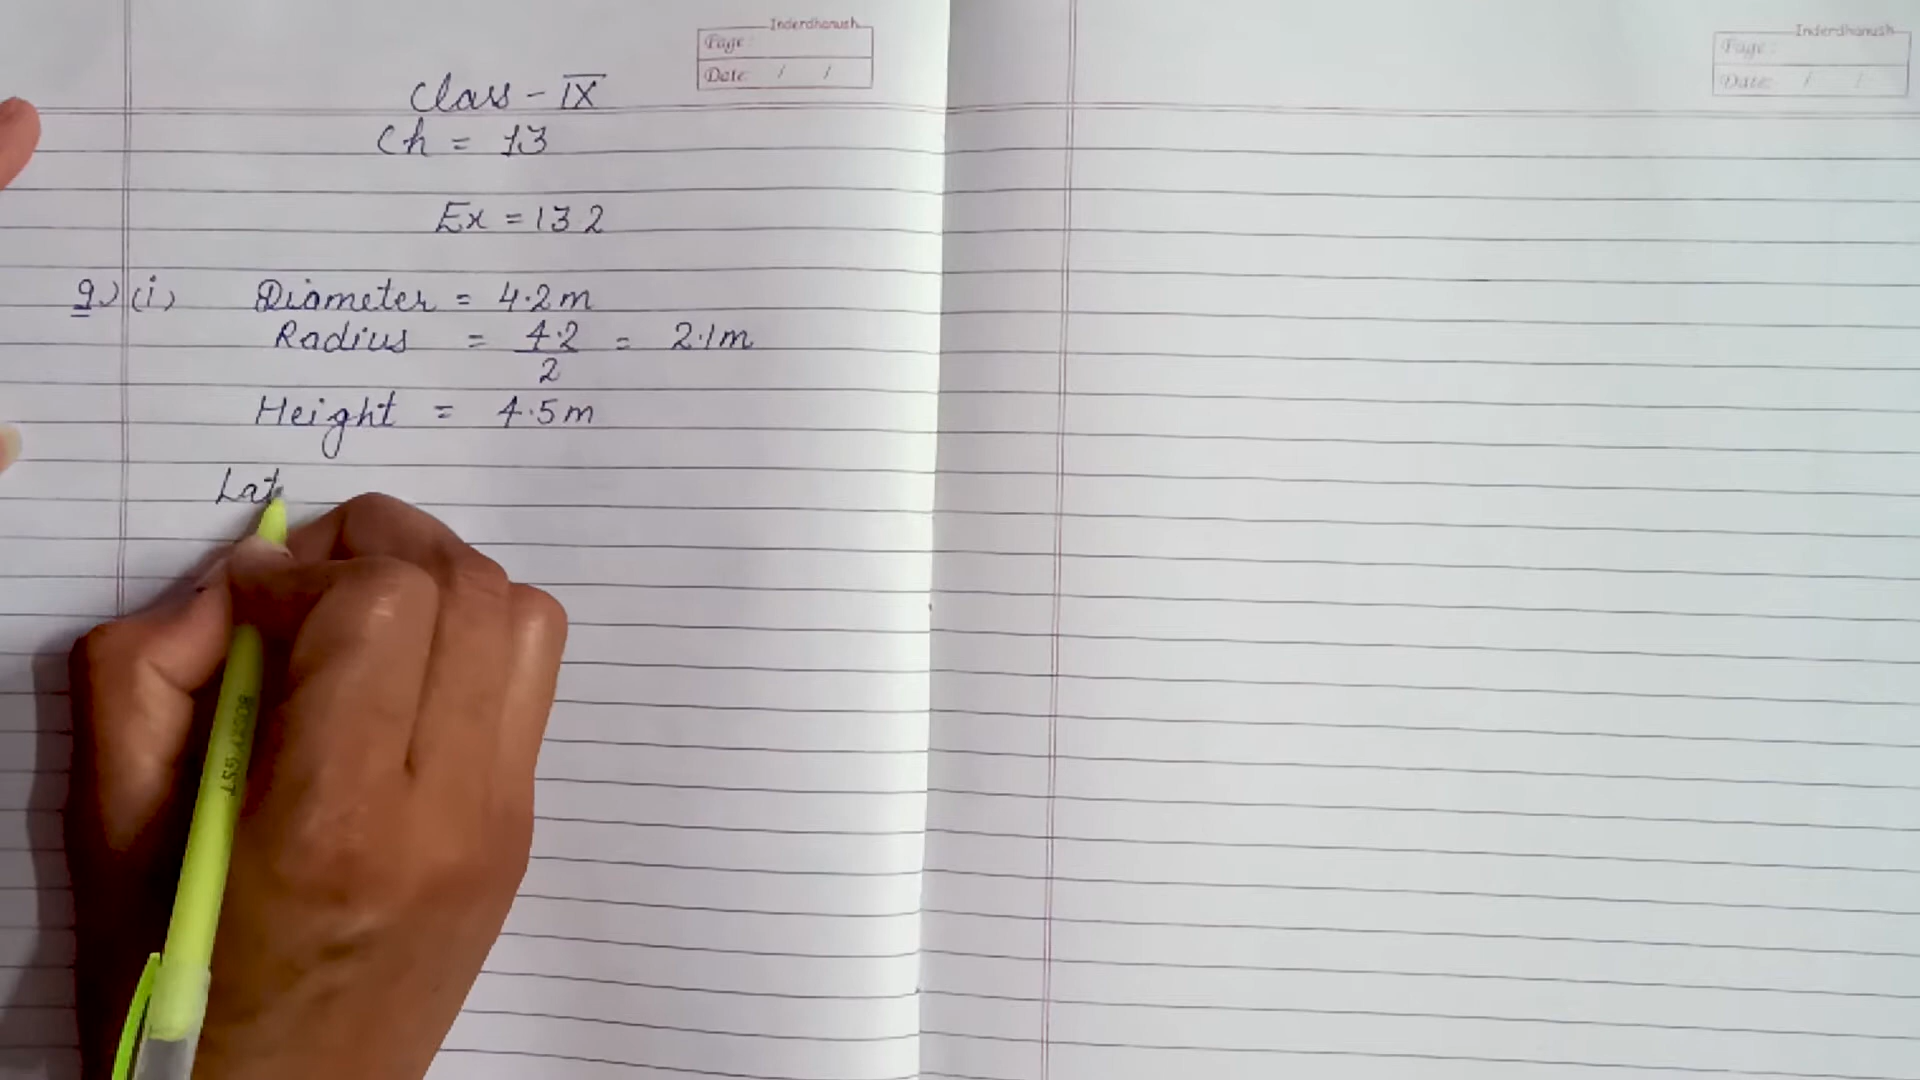 Inderdhanush
Page:
Date: / /
Class - IX
Ch = 13
Ex = 13.2
9) (i) Diameter = 4.2m
Radius = 4.2/2 = 2.1m
Height = 4.5m
Lat
Inderdhanush
Page:
Date: / /